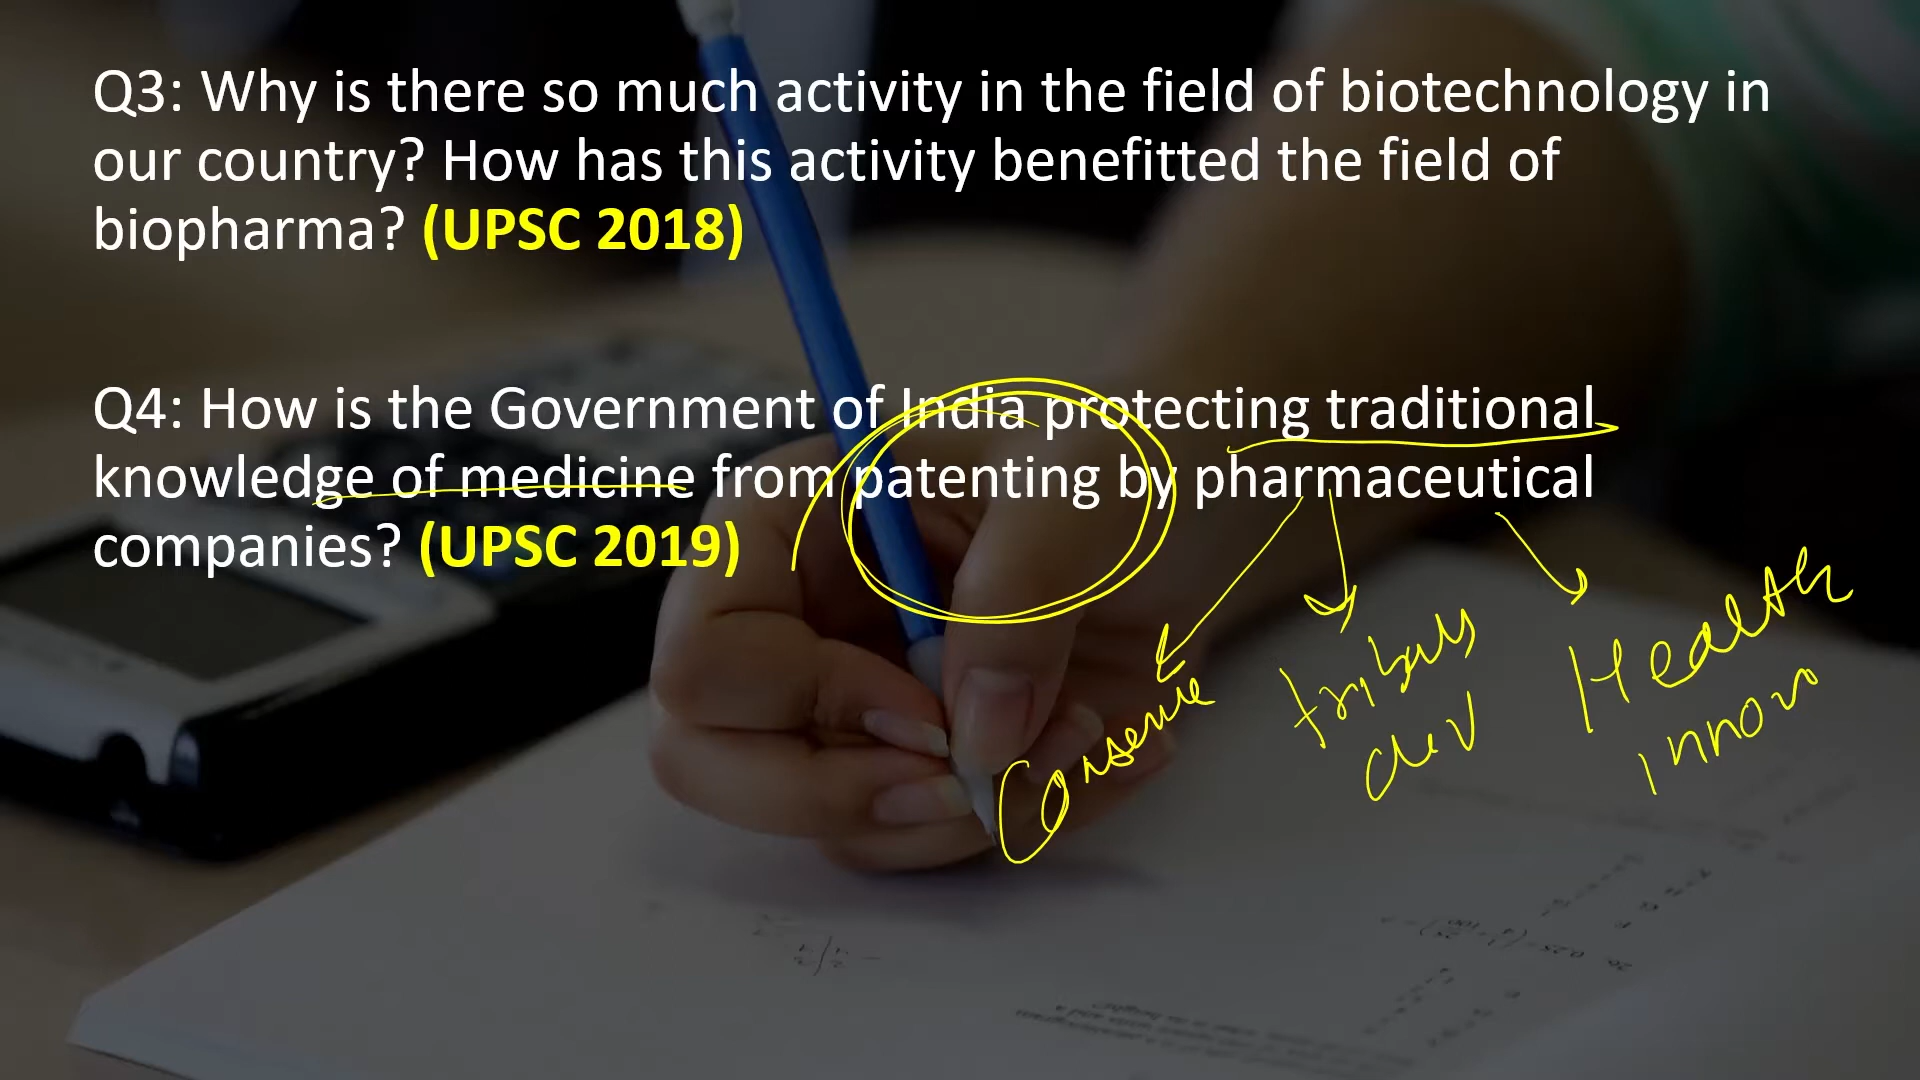 Q3: Why is there so much activity in the field of biotechnology in
our country? How has this activity benefitted the field of
biopharma? (UPSC 2018)
Q4: How is the Government of India protecting traditional
knowledge of medicine from patenting by pharmaceutical
companies? (UPSC 2019)
Conserve
tribals
dev
Health
innov